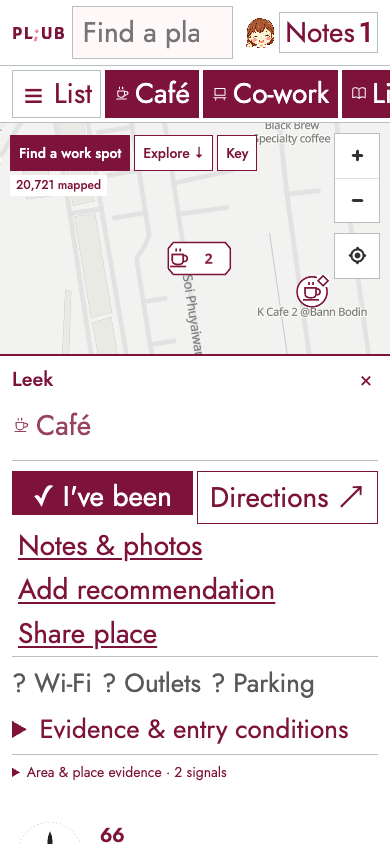 PL;UB
Find a pla
Notes 1
≡ List
Café
Co-work
Li
Black Brew
Specialty coffee
Find a work spot
Explore ↓
Key
20,721 mapped
+
−
2
Soi Phuyaiwan
K Cafe 2 @Bann Bodin
Leek
×
Café
✓ I've been
Directions ↗
Notes & photos
Add recommendation
Share place
? Wi-Fi ? Outlets ? Parking
▶ Evidence & entry conditions
▶ Area & place evidence · 2 signals
66